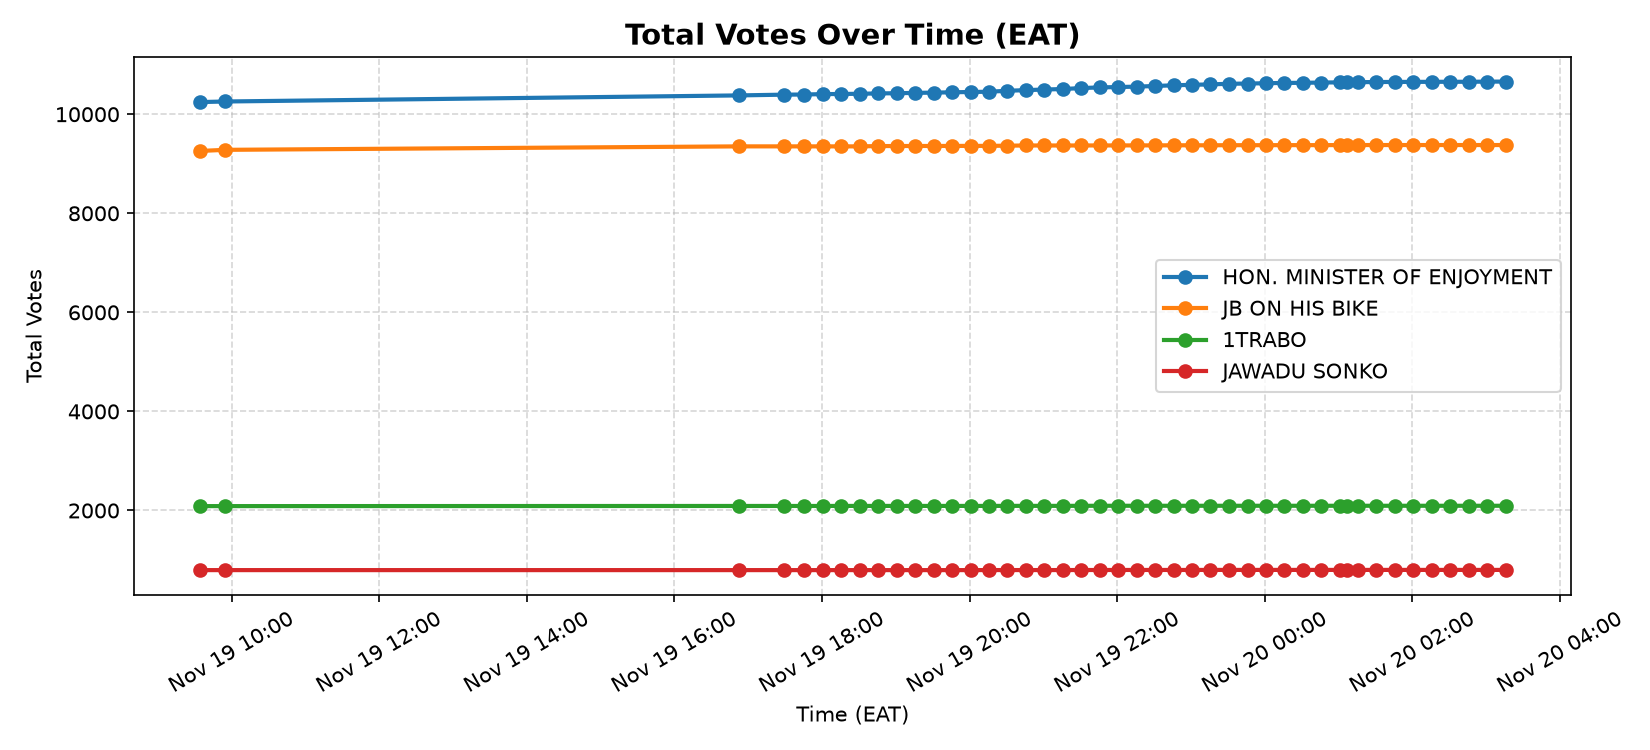 Total Votes Over Time (EAT)
Total Votes
10000
8000
6000
4000
2000
HON. MINISTER OF ENJOYMENT
JB ON HIS BIKE
1TRABO
JAWADU SONKO
Nov 19 10:00
Nov 19 12:00
Nov 19 14:00
Nov 19 16:00
Nov 19 18:00
Nov 19 20:00
Nov 19 22:00
Nov 20 00:00
Nov 20 02:00
Nov 20 04:00
Time (EAT)